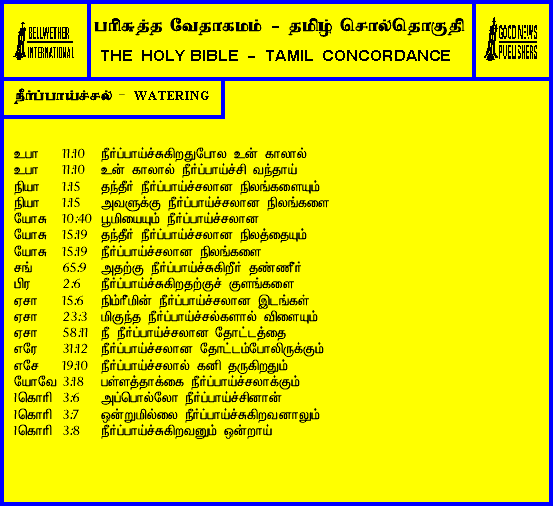 BELLWETHER
INTERNATIONAL
பரிசுத்த வேதாகமம் - தமிழ் சொல்தொகுதி
THE HOLY BIBLE - TAMIL CONCORDANCE
GOOD NEWS
PUBLISHERS
நீர்ப்பாய்ச்சல் - WATERING
உபா 11:10 நீர்ப்பாய்ச்சுகிறதுபோல உன் காலால்
உபா 11:10 உன் காலால் நீர்ப்பாய்ச்சி வந்தாய்
நியா 1:15 தந்தீர் நீர்ப்பாய்ச்சலான நிலங்களையும்
நியா 1:15 அவளுக்கு நீர்ப்பாய்ச்சலான நிலங்களை
யோசு 10:40 பூமியையும் நீர்ப்பாய்ச்சலான
யோசு 15:19 தந்தீர் நீர்ப்பாய்ச்சலான நிலத்தையும்
யோசு 15:19 நீர்ப்பாய்ச்சலான நிலங்களை
சங் 65:9 அதற்கு நீர்ப்பாய்ச்சுகிறீர் தண்ணீர்
பிர 2:6 நீர்ப்பாய்ச்சுகிறதற்குச் குளங்களை
ஏசா 15:6 நிம்ரீமின் நீர்ப்பாய்ச்சலான இடங்கள்
ஏசா 23:3 மிகுந்த நீர்ப்பாய்ச்சல்களால் விளையும்
ஏசா 58:11 நீ நீர்ப்பாய்ச்சலான தோட்டத்தை
எரே 31:12 நீர்ப்பாய்ச்சலான தோட்டம்போலிருக்கும்
எசே 19:10 நீர்ப்பாய்ச்சலால் கனி தருகிறதும்
யோவே 3:18 பள்ளத்தாக்கை நீர்ப்பாய்ச்சலாக்கும்
1கொரி 3:6 அப்பொல்லோ நீர்ப்பாய்ச்சினான்
1கொரி 3:7 ஒன்றுமில்லை நீர்ப்பாய்ச்சுகிறவனாலும்
1கொரி 3:8 நீர்ப்பாய்ச்சுகிறவனும் ஒன்றாய்